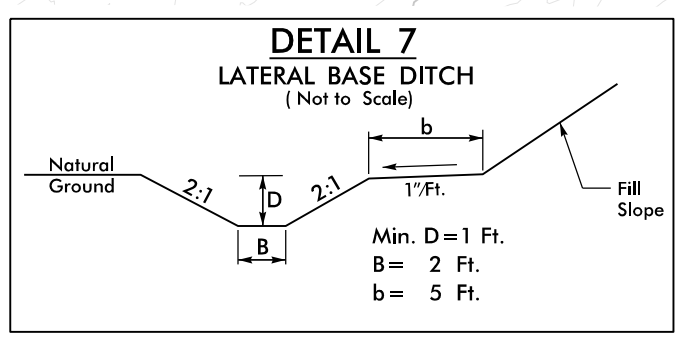 DETAIL 7
LATERAL BASE DITCH
( Not to Scale)
b
Natural
Ground
2:1
D
2:1
1"/Ft.
Fill
Slope
B
Min. D=1 Ft.
B= 2 Ft.
b= 5 Ft.